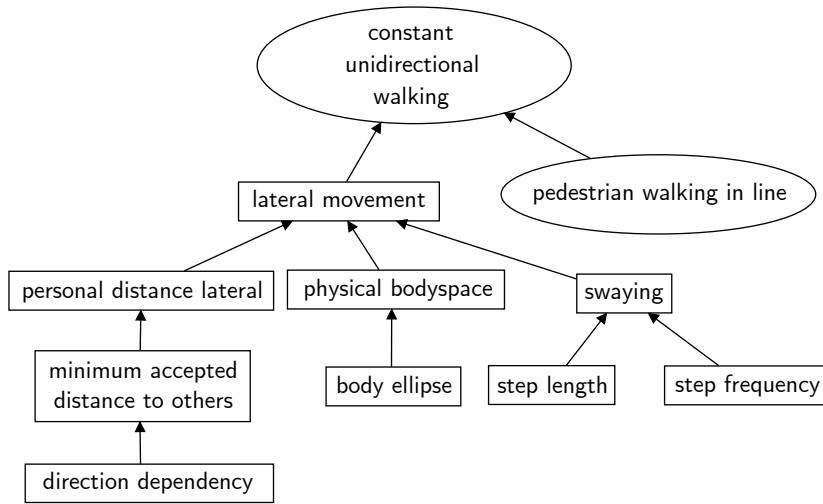 constant
unidirectional
walking
lateral movement
pedestrian walking in line
personal distance lateral
physical bodyspace
swaying
minimum accepted
distance to others
body ellipse
step length
step frequency
direction dependency